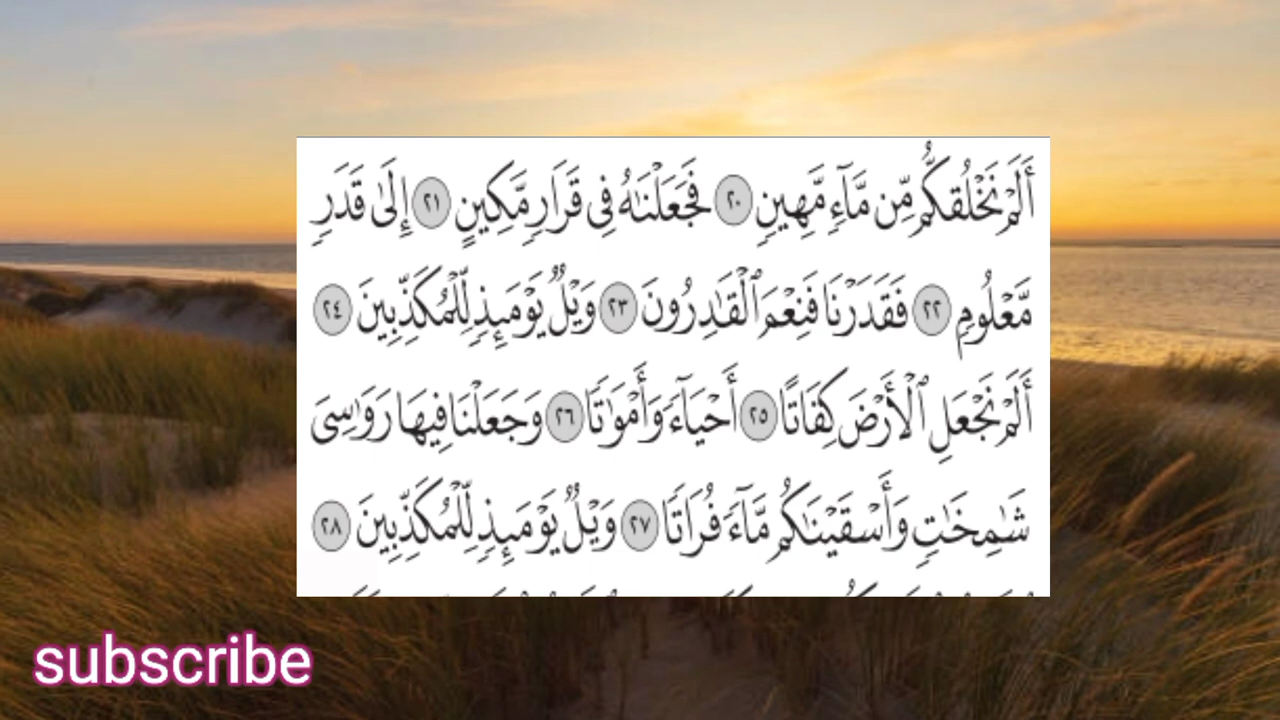 أَلَمْ نَخْلُقكُّم مِّن مَّآءٍ مَّهِينٍ ٢٠ فَجَعَلْنَٰهُ فِى قَرَارٍ مَّكِينٍ ٢١ إِلَىٰ قَدَرٍ
مَّعْلُومٍ ٢٢ فَقَدَرْنَا فَنِعْمَ ٱلْقَٰدِرُونَ ٢٣ وَيْلٌ يَوْمَئِذٍ لِّلْمُكَذِّبِينَ ٢٤
أَلَمْ نَجْعَلِ ٱلْأَرْضَ كِفَاتًا ٢٥ أَحْيَآءً وَأَمْوَٰتًا ٢٦ وَجَعَلْنَا فِيهَا رَوَٰسِىَ
شَٰمِخَٰتٍ وَأَسْقَيْنَٰكُم مَّآءً فُرَاتًا ٢٧ وَيْلٌ يَوْمَئِذٍ لِّلْمُكَذِّبِينَ ٢٨
subscribe